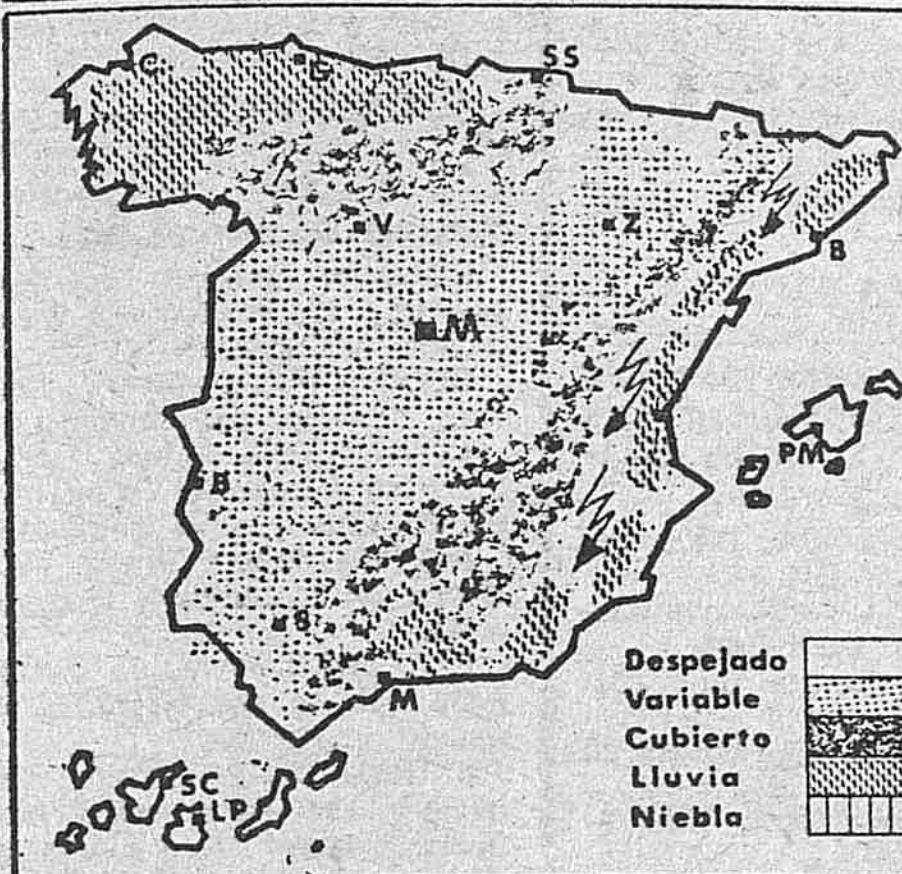 C
G
SS
V
Z
B
M
PM
B
S
M
SC
LP
Despejado
Variable
Cubierto
Lluvia
Niebla